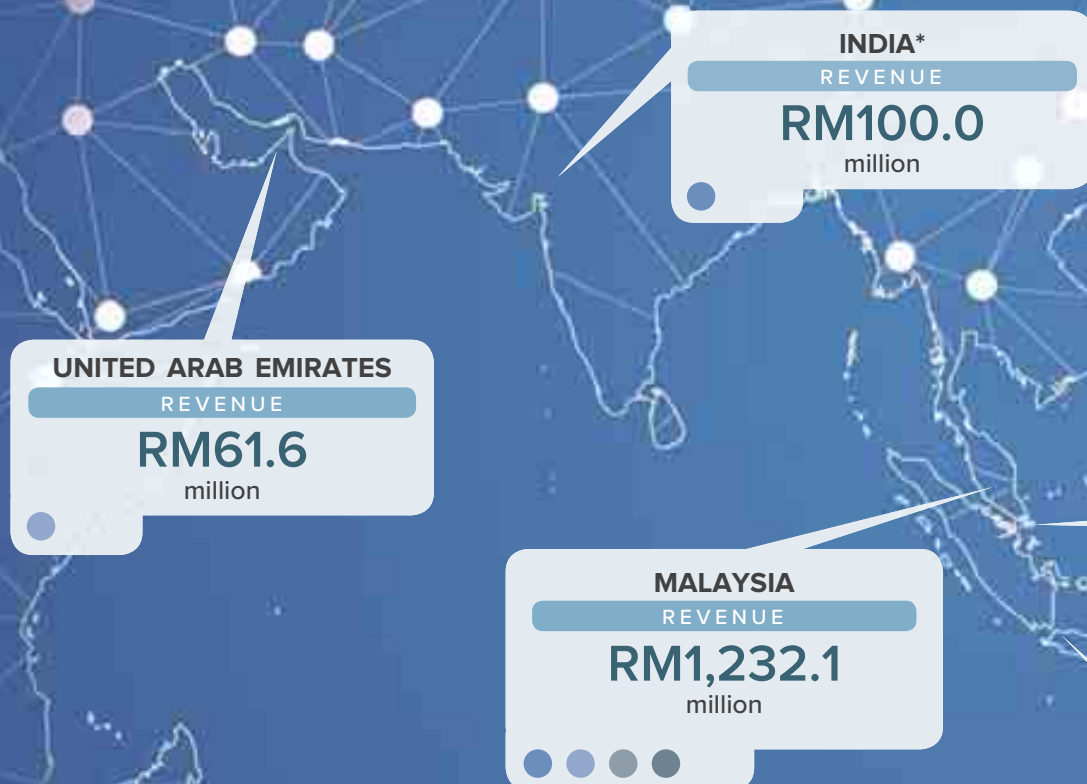 INDIA*
REVENUE
RM100.0
million
UNITED ARAB EMIRATES
REVENUE
RM61.6
million
MALAYSIA
REVENUE
RM1,232.1
million